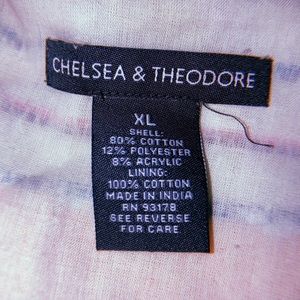 CHELSEA & THEODORE
XL
SHELL:
80% COTTON
12% POLYESTER
8% ACRYLIC
LINING:
100% COTTON
MADE IN INDIA
RN 93178
SEE REVERSE
FOR CARE